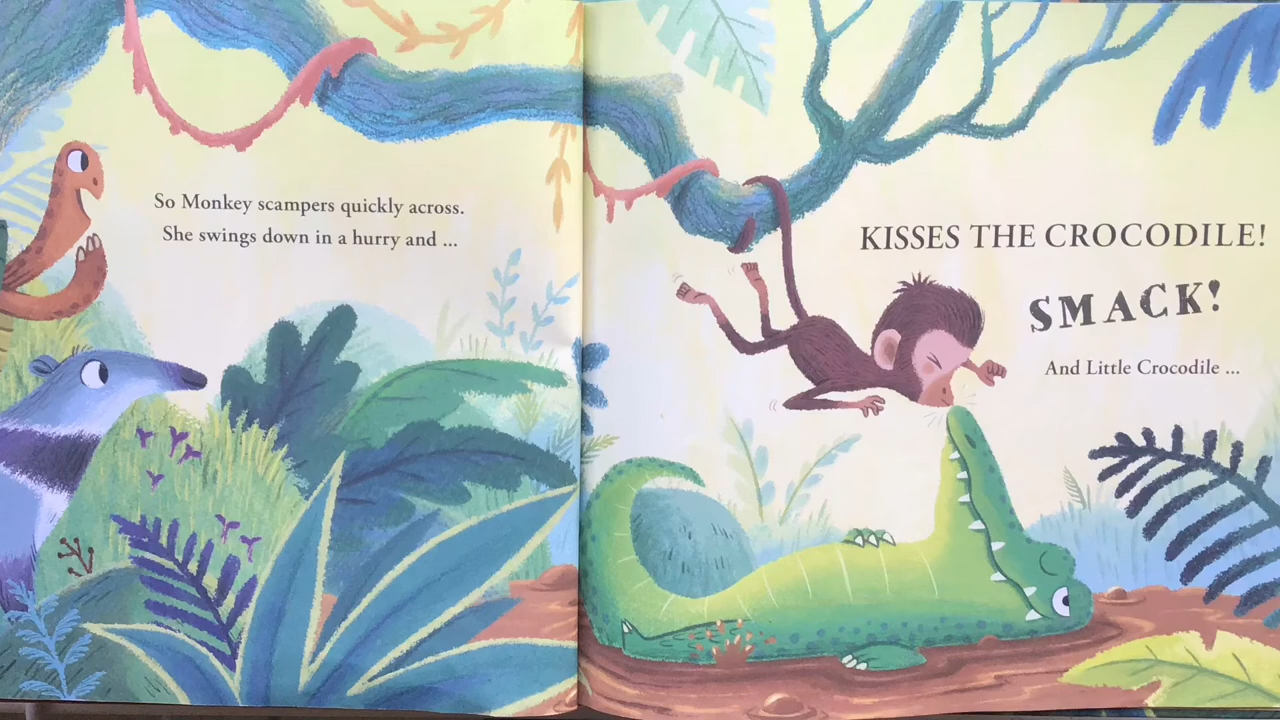 So Monkey scampers quickly across.
She swings down in a hurry and ...
KISSES THE CROCODILE!
SMACK!
And Little Crocodile ...